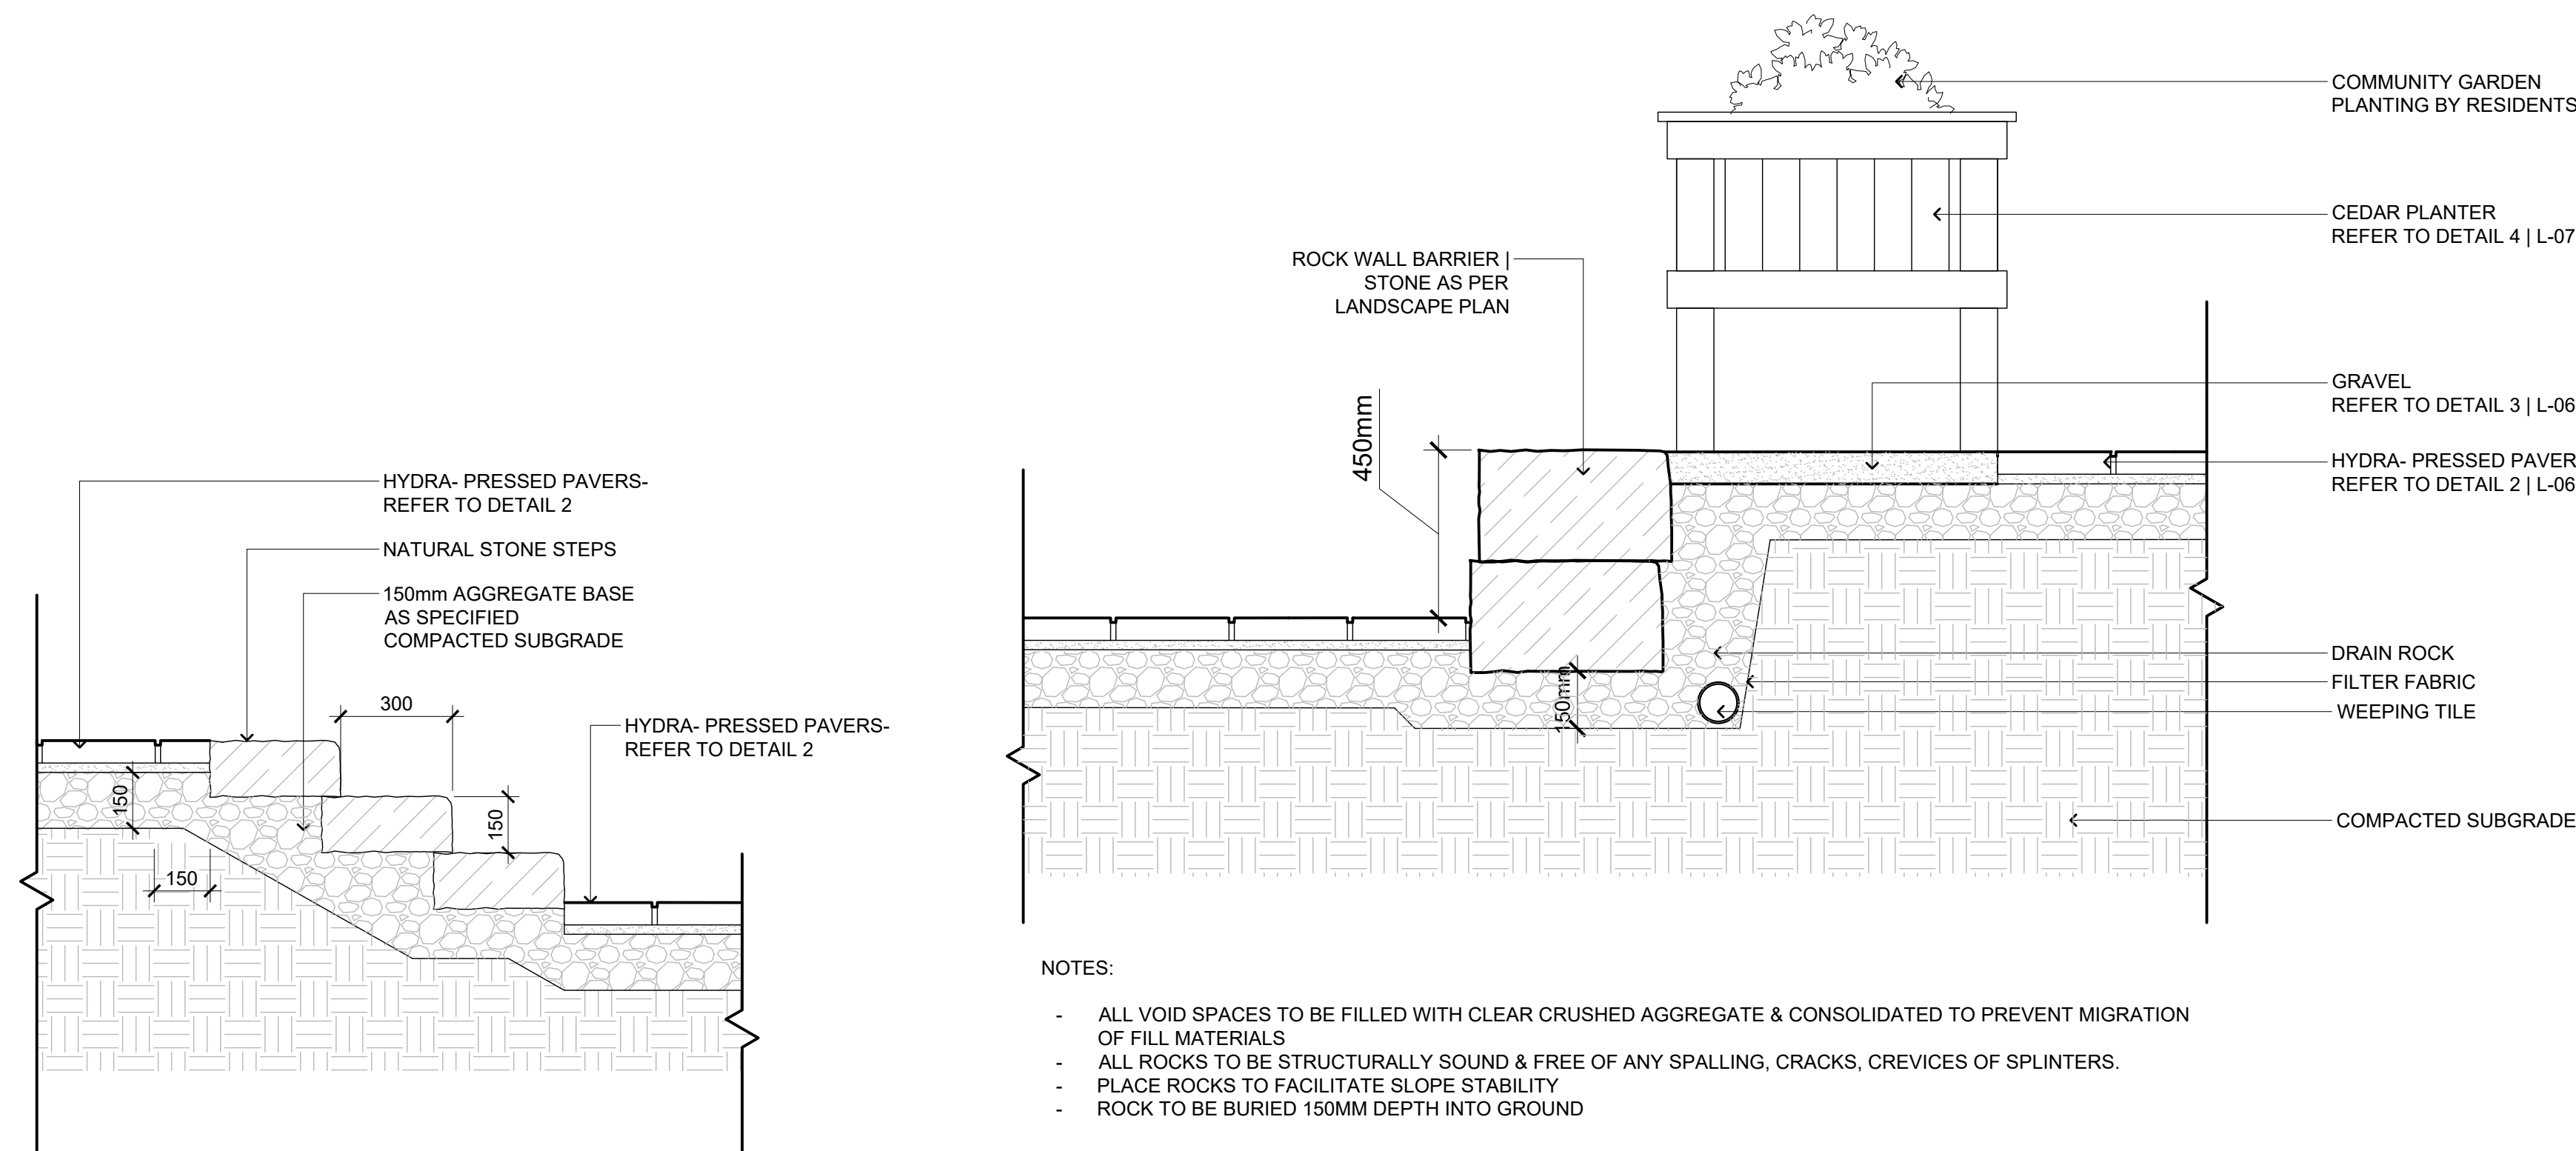 HYDRA- PRESSED PAVERS-
REFER TO DETAIL 2
NATURAL STONE STEPS
150mm AGGREGATE BASE
AS SPECIFIED
COMPACTED SUBGRADE
300
HYDRA- PRESSED PAVERS-
REFER TO DETAIL 2
150
150
150
COMMUNITY GARDEN
PLANTING BY RESIDENTS
CEDAR PLANTER
REFER TO DETAIL 4 | L-07
ROCK WALL BARRIER |
STONE AS PER
LANDSCAPE PLAN
450mm
GRAVEL
REFER TO DETAIL 3 | L-06
HYDRA- PRESSED PAVER
REFER TO DETAIL 2 | L-06
150mm
DRAIN ROCK
FILTER FABRIC
WEEPING TILE
COMPACTED SUBGRADE
NOTES:
- ALL VOID SPACES TO BE FILLED WITH CLEAR CRUSHED AGGREGATE & CONSOLIDATED TO PREVENT MIGRATION
OF FILL MATERIALS
- ALL ROCKS TO BE STRUCTURALLY SOUND & FREE OF ANY SPALLING, CRACKS, CREVICES OF SPLINTERS.
- PLACE ROCKS TO FACILITATE SLOPE STABILITY
- ROCK TO BE BURIED 150MM DEPTH INTO GROUND